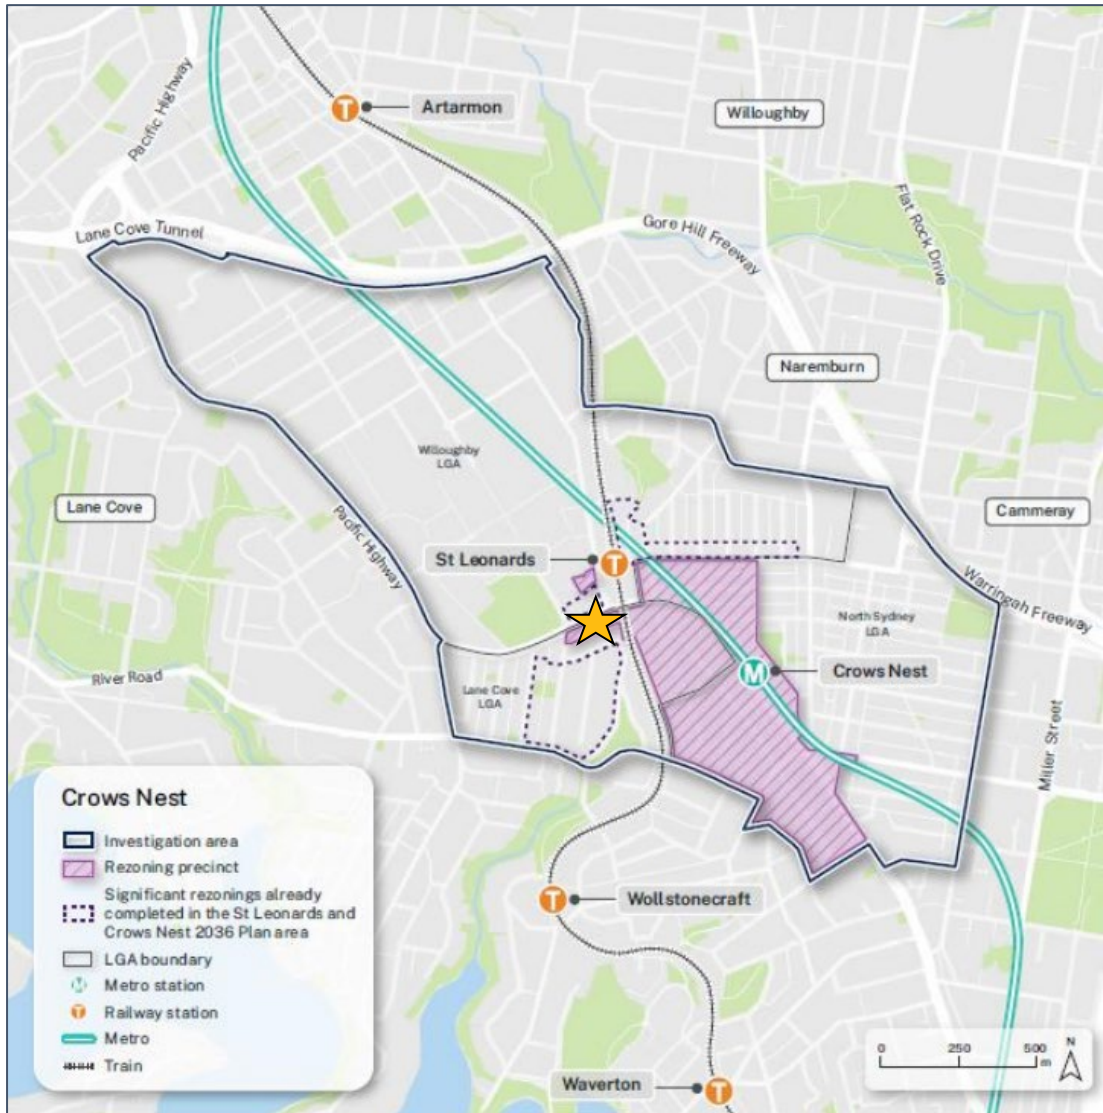 Pacific Highway
T
Artarmon
Willoughby
Lane Cove Tunnel
Gore Hill Freeway
Flat Rock Drive
Naremburn
Willoughby
LGA
Lane Cove
Pacific Highway
Cammeray
St Leonards
T
Warringah Freeway
North Sydney
LGA
M
Crows Nest
River Road
Lane Cove
LGA
Miller Street
Crows Nest
Investigation area
Rezoning precinct
Significant rezonings already
completed in the St Leonards and
Crows Nest 2036 Plan area
LGA boundary
M
Metro station
T
Railway station
Metro
Train
T
Wollstonecraft
Waverton
T
0 250 500
m
N